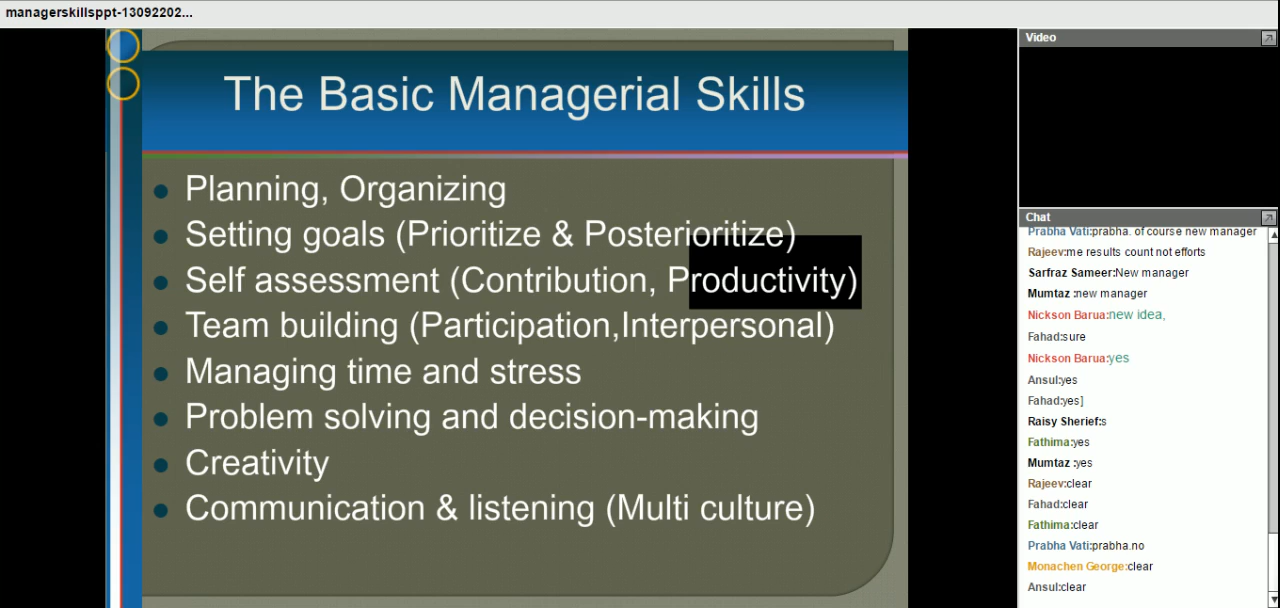 managerskillsppt-13092202...
The Basic Managerial Skills
Planning, Organizing
Setting goals (Prioritize & Posterioritize)
Self assessment (Contribution, Productivity)
Team building (Participation,Interpersonal)
Managing time and stress
Problem solving and decision-making
Creativity
Communication & listening (Multi culture)
Video
Chat
Prabha Vati:prabha. of course new manager
Rajeev:me results count not efforts
Sarfraz Sameer:New manager
Mumtaz :new manager
Nickson Barua:new idea,
Fahad:sure
Nickson Barua:yes
Ansul:yes
Fahad:yes]
Raisy Sherief:s
Fathima:yes
Mumtaz :yes
Rajeev:clear
Fahad:clear
Fathima:clear
Prabha Vati:prabha.no
Monachen George:clear
Ansul:clear